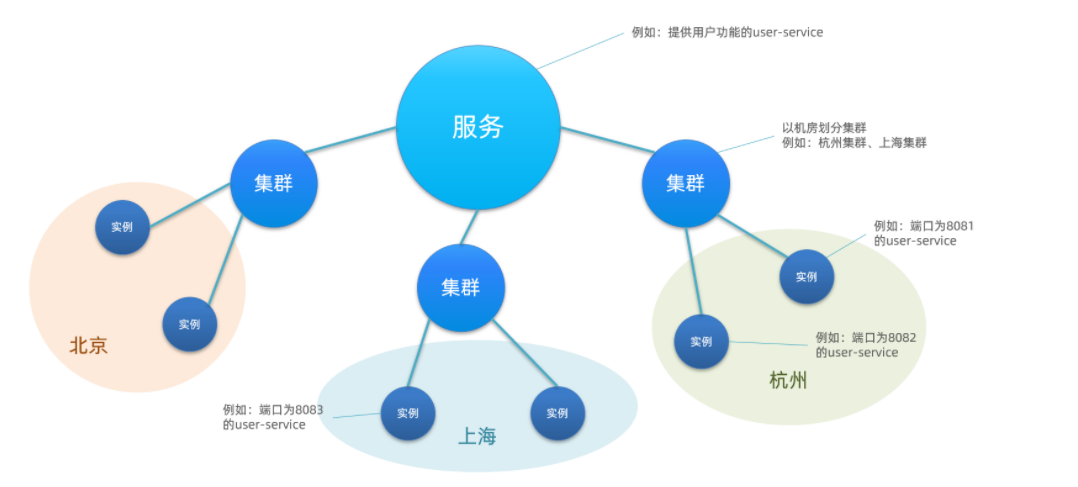 例如：提供用户功能的user-service
服务
以机房划分集群
例如：杭州集群、上海集群
集群
集群
实例
例如：端口为8081
的user-service
实例
集群
实例
北京
例如：端口为8082
的user-service
实例
杭州
例如：端口为8083
的user-service
实例
实例
上海